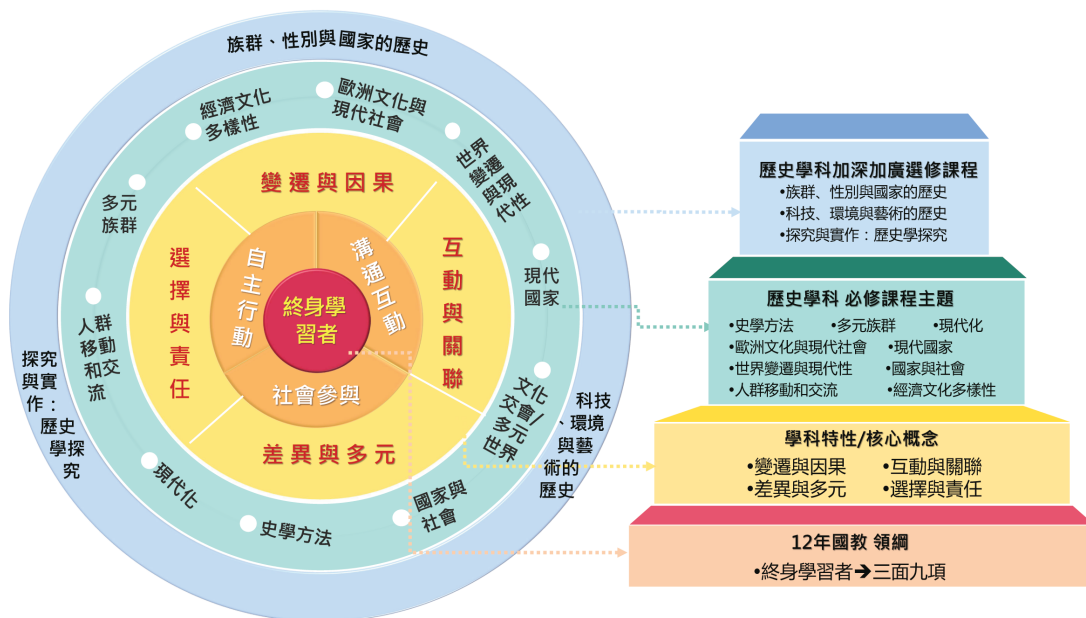 族群、性別與國家的歷史
經濟文化
多樣性
歐洲文化與
現代社會
世界
變遷與現
代性
多元
族群
現代
國家
人群
移動和交
流
文化
交會/
多元
世界
現代化
史學方法
國家與
社會
探究
與實
作：
歷史
學探
究
科技
、環境
與藝
術的
歷史
變遷與因果
選擇與責任
互動與關聯
差異與多元
自主行動
溝通互動
社會參與
終身學
習者
歷史學科加深加廣選修課程
•族群、性別與國家的歷史
•科技、環境與藝術的歷史
•探究與實作：歷史學探究
歷史學科 必修課程主題
•史學方法 •多元族群 •現代化
•歐洲文化與現代社會 •現代國家
•世界變遷與現代性 •國家與社會
•人群移動和交流 •經濟文化多樣性
學科特性/核心概念
•變遷與因果 •互動與關聯
•差異與多元 •選擇與責任
12年國教 領綱
•終身學習者➔三面九項